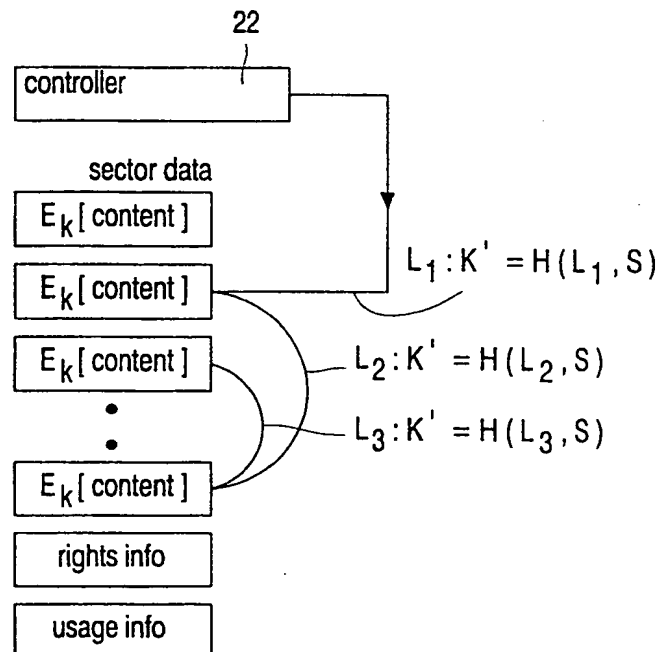 22
controller
sector data
E_k [ content ]
E_k [ content ]
L_1 : K' = H ( L_1 , S )
E_k [ content ]
L_2 : K' = H ( L_2 , S )
L_3 : K' = H ( L_3 , S )
E_k [ content ]
rights info
usage info